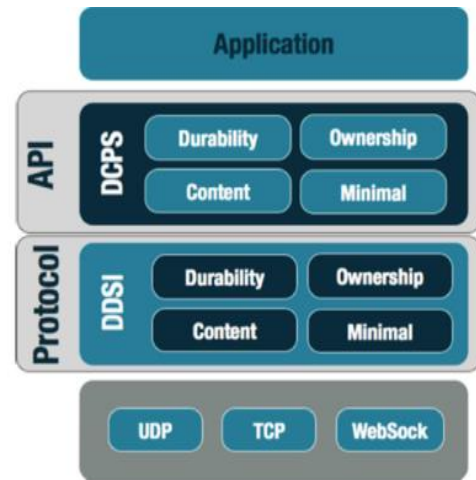 Application
API
DCPS
Durability
Ownership
Content
Minimal
Protocol
DDSI
Durability
Ownership
Content
Minimal
UDP
TCP
WebSock